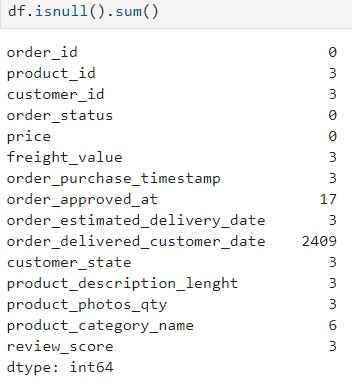 df.isnull().sum()
order_id 0
product_id 3
customer_id 3
order_status 0
price 0
freight_value 3
order_purchase_timestamp 3
order_approved_at 17
order_estimated_delivery_date 3
order_delivered_customer_date 2409
customer_state 3
product_description_lenght 3
product_photos_qty 3
product_category_name 6
review_score 3
dtype: int64